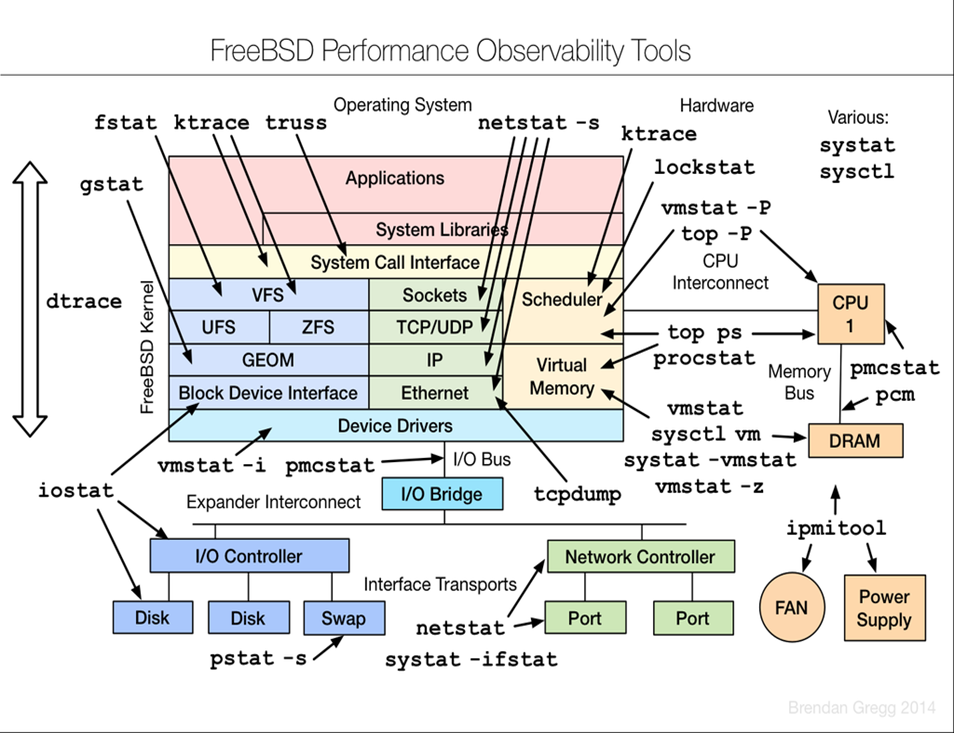 FreeBSD Performance Observability Tools
Operating System
Hardware
Various:
fstat ktrace truss
netstat -s
ktrace
systat
sysctl
gstat
lockstat
Applications
System Libraries
System Call Interface
vmstat -P
top -P
CPU
Interconnect
dtrace
FreeBSD Kernel
VFS
Sockets
Scheduler
UFS
ZFS
TCP/UDP
GEOM
IP
Virtual
Memory
Block Device Interface
Ethernet
Device Drivers
CPU
1
top ps
procstat
Memory
Bus
pmcstat
pcm
vmstat
sysctl vm
systat -vmstat
vmstat -z
DRAM
vmstat -i
pmcstat
I/O Bus
iostat
Expander Interconnect
I/O Bridge
tcpdump
ipmitool
I/O Controller
Network Controller
Interface Transports
Disk
Disk
Swap
Port
Port
FAN
Power
Supply
netstat
pstat -s
systat -ifstat
Brendan Gregg 2014